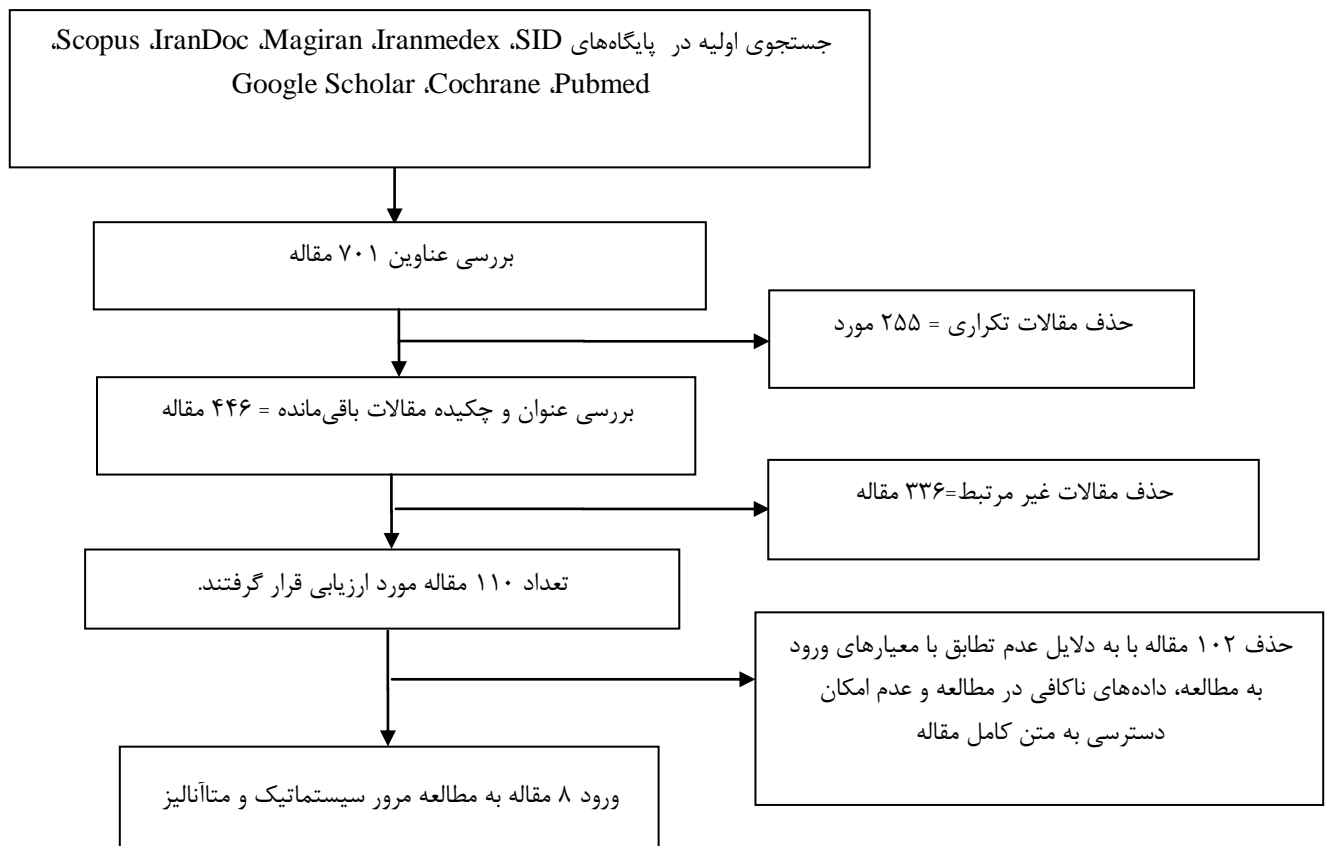 جستجوی اولیه در پایگاه‌های SID، Iranmedex، Magiran، IranDoc، Scopus،
Pubmed، Cochrane، Google Scholar
بررسی عناوین ۷۰۱ مقاله
حذف مقالات تکراری = ۲۵۵ مورد
بررسی عنوان و چکیده مقالات باقی‌مانده = ۴۴۶ مقاله
حذف مقالات غیر مرتبط=۳۳۶ مقاله
تعداد ۱۱۰ مقاله مورد ارزیابی قرار گرفتند.
حذف ۱۰۲ مقاله با به دلایل عدم تطابق با معیارهای ورود
به مطالعه، داده‌های ناکافی در مطالعه و عدم امکان
دسترسی به متن کامل مقاله
ورود ۸ مقاله به مطالعه مرور سیستماتیک و متاآنالیز